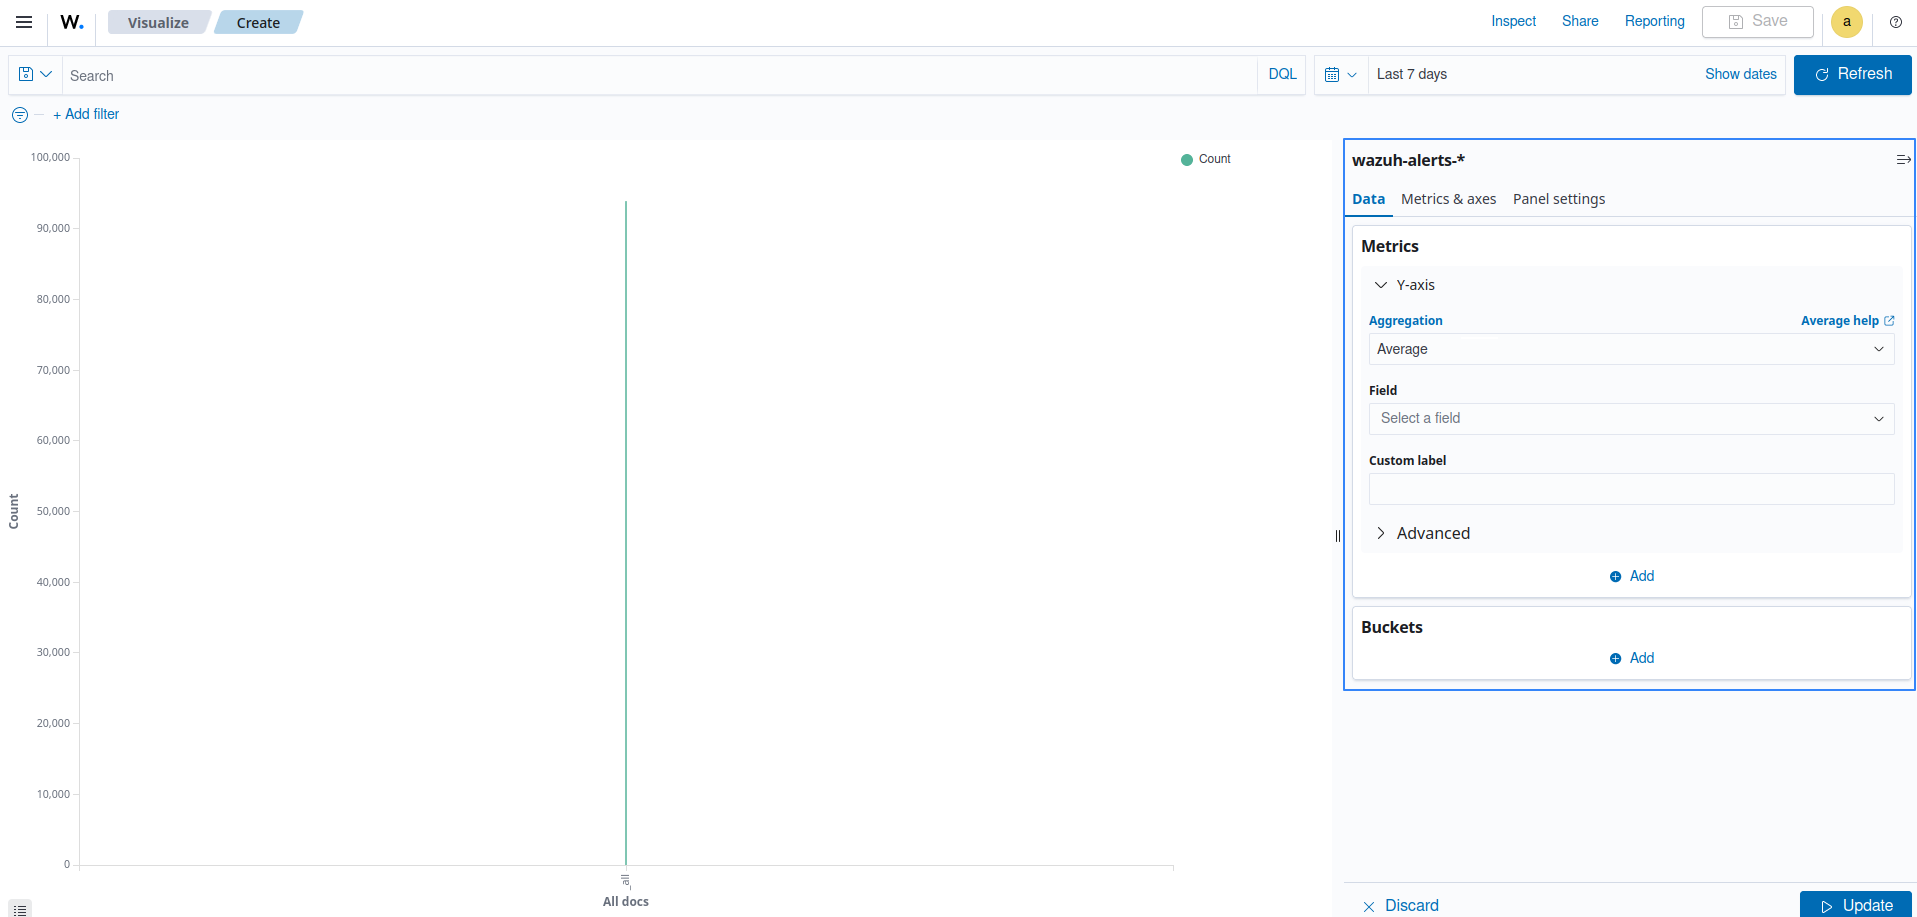 W.
Visualize
Create
Inspect
Share
Reporting
Save
a
Search
DQL
Last 7 days
Show dates
Refresh
+ Add filter
100,000
90,000
80,000
70,000
60,000
50,000
40,000
30,000
20,000
10,000
0
Count
_all
All docs
Count
wazuh-alerts-*
Data
Metrics & axes
Panel settings
Metrics
Y-axis
Aggregation
Average help
Average
Field
Select a field
Custom label
Advanced
Add
Buckets
Add
Discard
Update